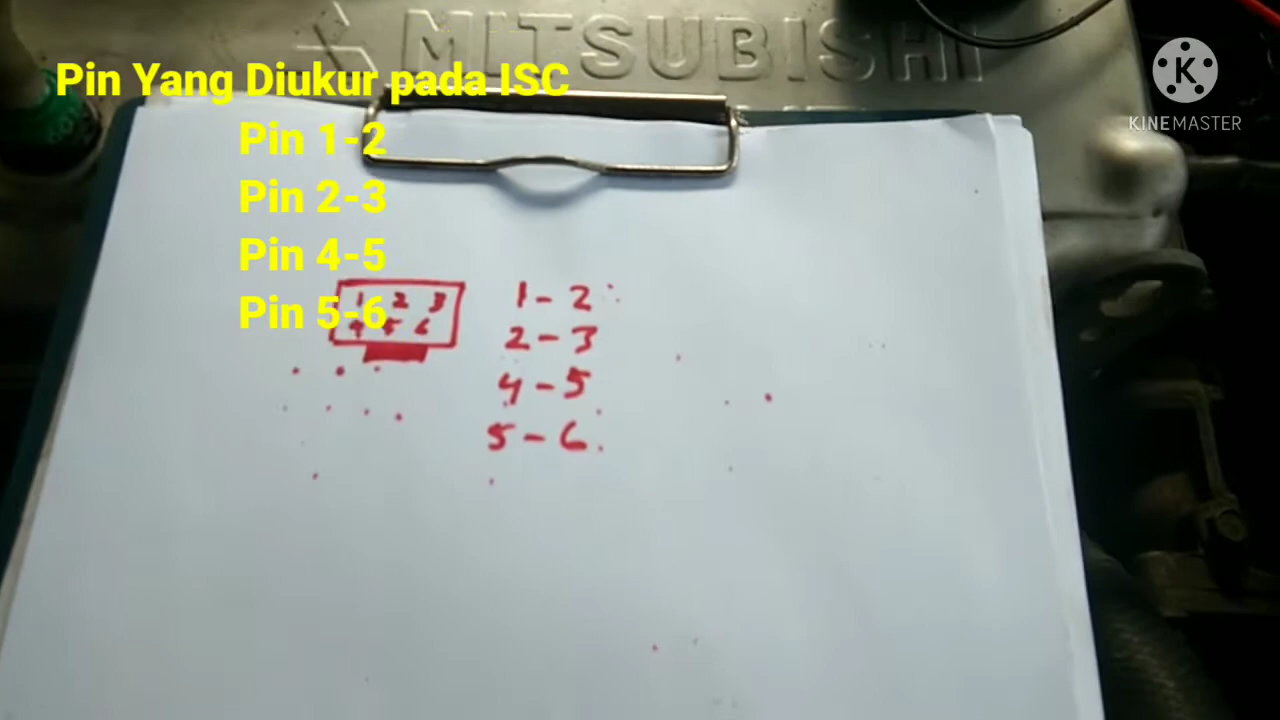 MITSUBISHI
Pin Yang Diukur pada ISC
Pin 1-2
Pin 2-3
Pin 4-5
Pin 5-6
K
KINEMASTER
1 2 3
4 5 6
1 - 2
2 - 3
4 - 5
5 - 6